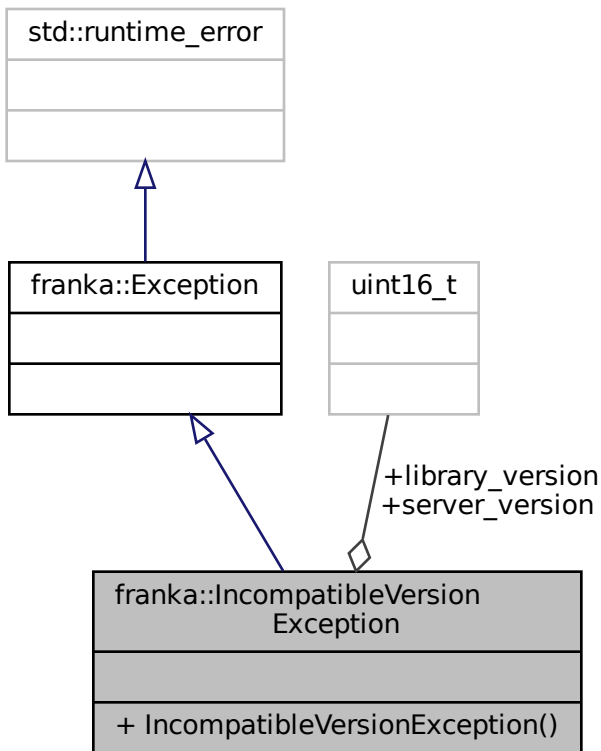 std::runtime_error
franka::Exception
uint16_t
+library_version
+server_version
franka::IncompatibleVersion
Exception
+ IncompatibleVersionException()